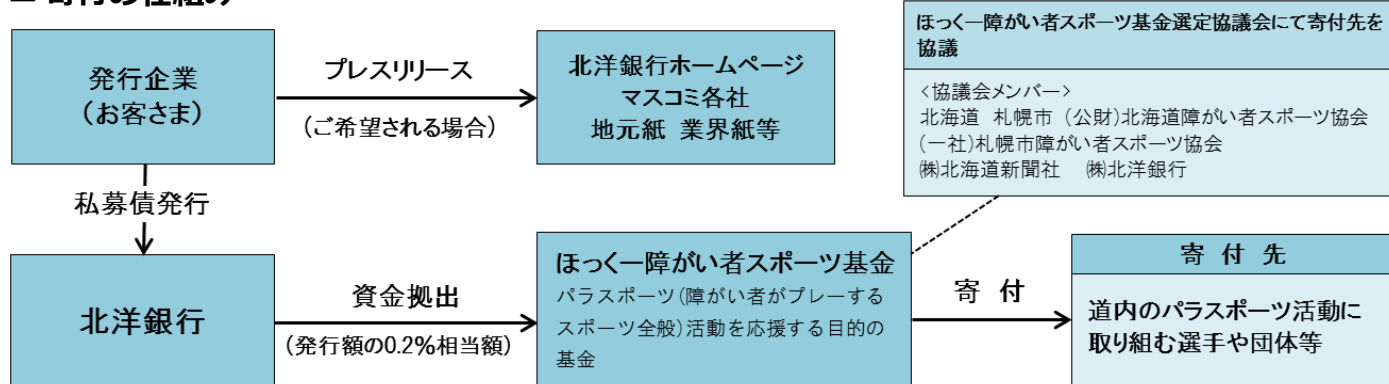 発行企業
(お客さま)
プレスリリース
(ご希望される場合)
北洋銀行ホームページ
マスコミ各社
地元紙 業界紙等
ほっくー障がい者スポーツ基金選定協議会にて寄付先を
協議
<協議会メンバー>
北海道 札幌市 (公財)北海道障がい者スポーツ協会
(一社)札幌市障がい者スポーツ協会
㈱北海道新聞社 ㈱北洋銀行
私募債発行
北洋銀行
資金拠出
(発行額の0.2%相当額)
ほっくー障がい者スポーツ基金
パラスポーツ(障がい者がプレーする
スポーツ全般)活動を応援する目的の
基金
寄 付
寄 付 先
道内のパラスポーツ活動に
取り組む選手や団体等